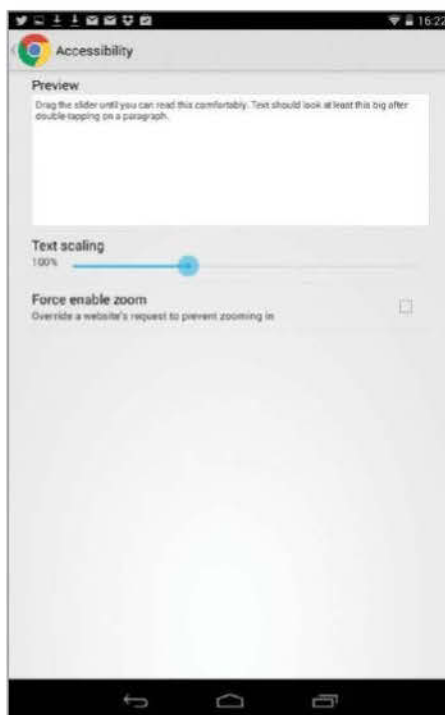 16:22
Accessibility
Preview
Drag the slider until you can read this comfortably. Text should look at least this big after
double-tapping on a paragraph.
Text scaling
100%
Force enable zoom
Override a website's request to prevent zooming in